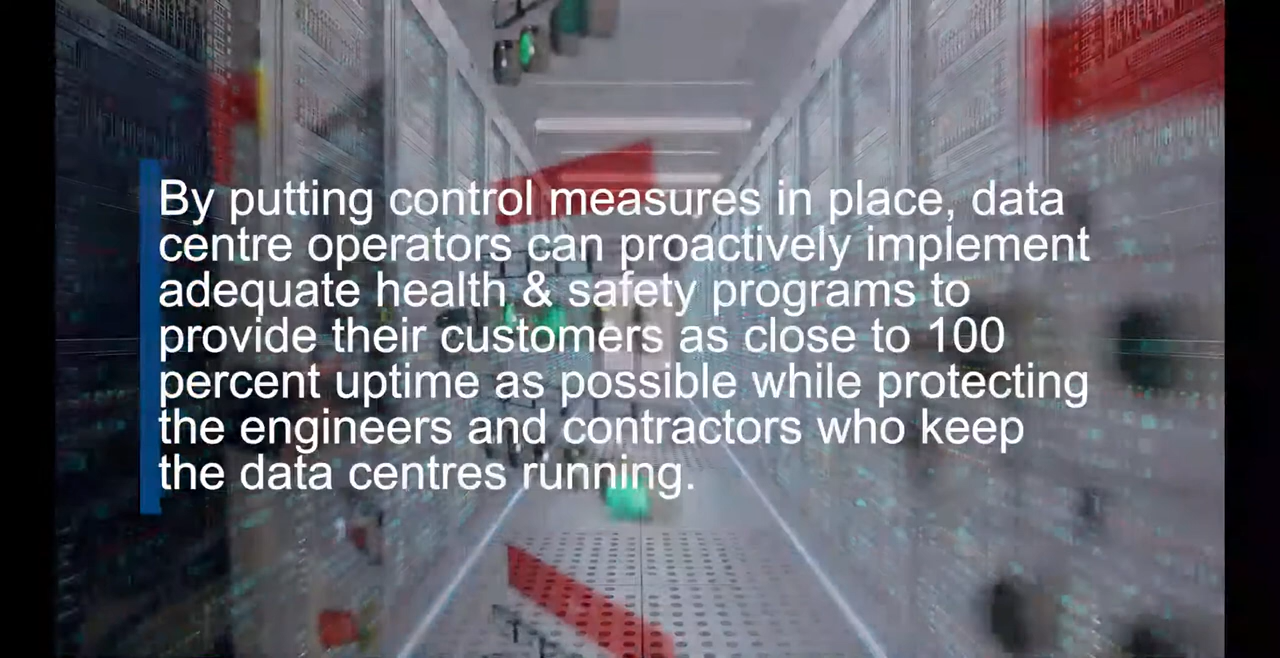 By putting control measures in place, data
centre operators can proactively implement
adequate health & safety programs to
provide their customers as close to 100
percent uptime as possible while protecting
the engineers and contractors who keep
the data centres running.